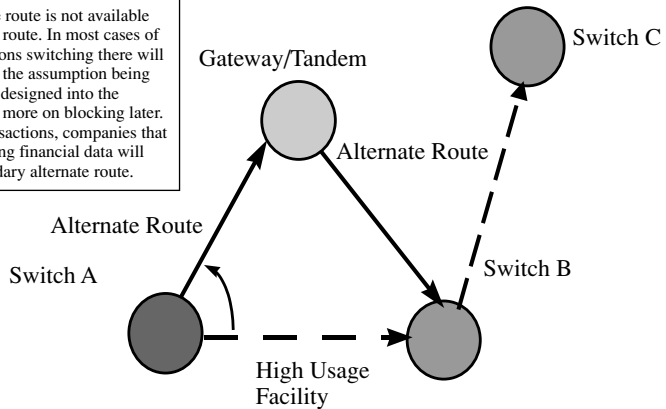 route is not available
route. In most cases of
ons switching there will
the assumption being
designed into the
more on blocking later.
sactions, companies that
ng financial data will
dary alternate route.
Gateway/Tandem
Switch C
Alternate Route
Alternate Route
Switch A
Switch B
High Usage
Facility